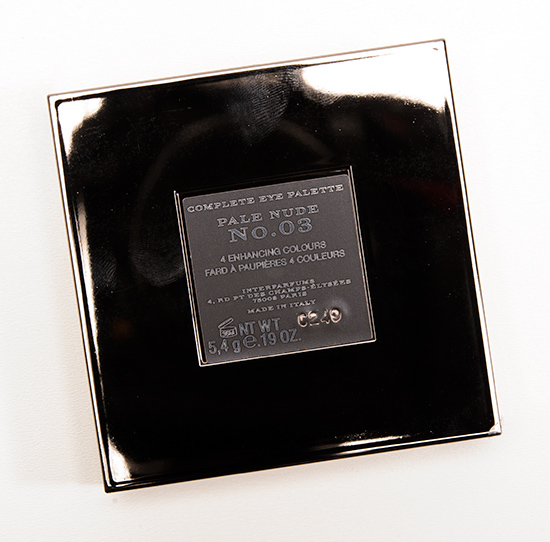 COMPLETE EYE PALETTE
PALE NUDE
No.03
4 ENHANCING COLOURS
FARD À PAUPIÈRES 4 COULEURS
INTERPARFUMS
4, RD PT DES CHAMPS-ÉLYSÉES
75008 PARIS
MADE IN ITALY
NT WT
5,4 g e.19 OZ.